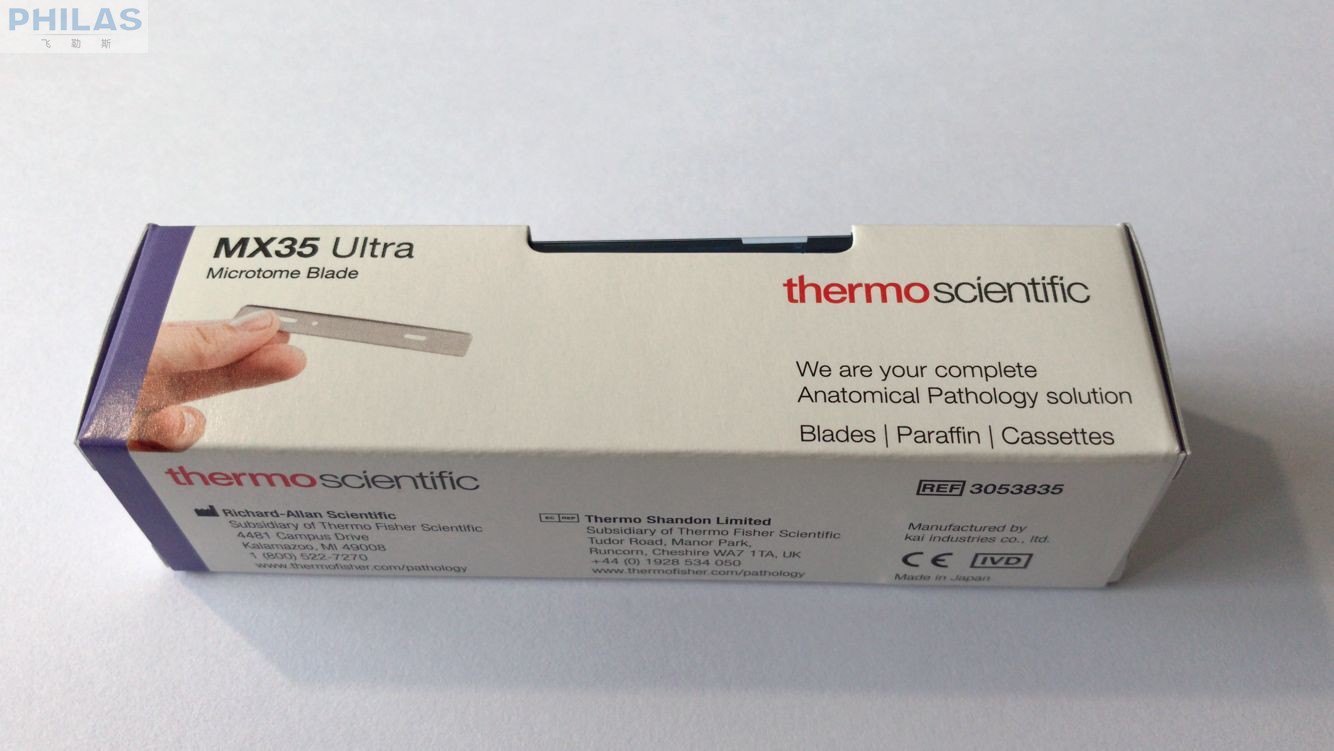 PHILAS
飞勒斯
MX35 Ultra
Microtome Blade
thermo scientific
We are your complete
Anatomical Pathology solution
Blades | Paraffin | Cassettes
thermo scientific
Richard-Allan Scientific
Subsidiary of Thermo Fisher Scientific
4481 Campus Drive
Kalamazoo, MI 49008
1 (800) 522-7270
www.thermofisher.com/pathology
EC REP Thermo Shandon Limited
Subsidiary of Thermo Fisher Scientific
Tudor Road, Manor Park,
Runcorn, Cheshire WA7 1TA, UK
+44 (0) 1928 534 050
www.thermofisher.com/pathology
REF 3053835
Manufactured by
kai industries co., ltd.
CE IVD
Made in Japan